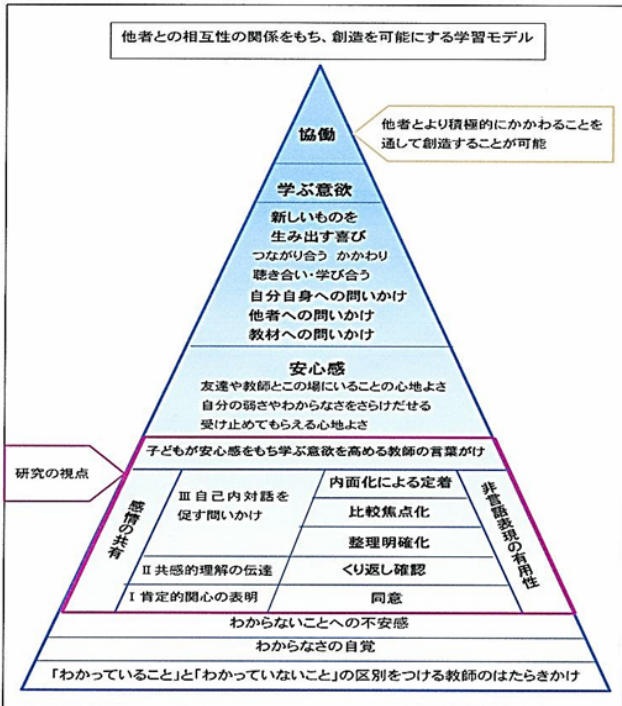 他者との相互性の関係をもち、創造を可能にする学習モデル
協働
他者とより積極的にかかわることを
通して創造することが可能
学ぶ意欲
新しいものを
生み出す喜び
つながり合う かかわり
聴き合い・学び合う
自分自身への問いかけ
他者への問いかけ
教材への問いかけ
安心感
友達や教師とこの場にいることの心地よさ
自分の弱さやわからなさをさらけだせる
受け止めてもらえる心地よさ
子どもが安心感をもち学ぶ意欲を高める教師の言葉がけ
研究の視点
感情の共有
Ⅲ自己内対話を
促す問いかけ
内面化による定着
比較焦点化
整理明確化
Ⅱ共感的理解の伝達
くり返し確認
Ⅰ肯定的関心の表明
同意
非言語表現の有用性
わからないことへの不安感
わからなさの自覚
「わかっていること」と「わかっていないこと」の区別をつける教師のはたらきかけ